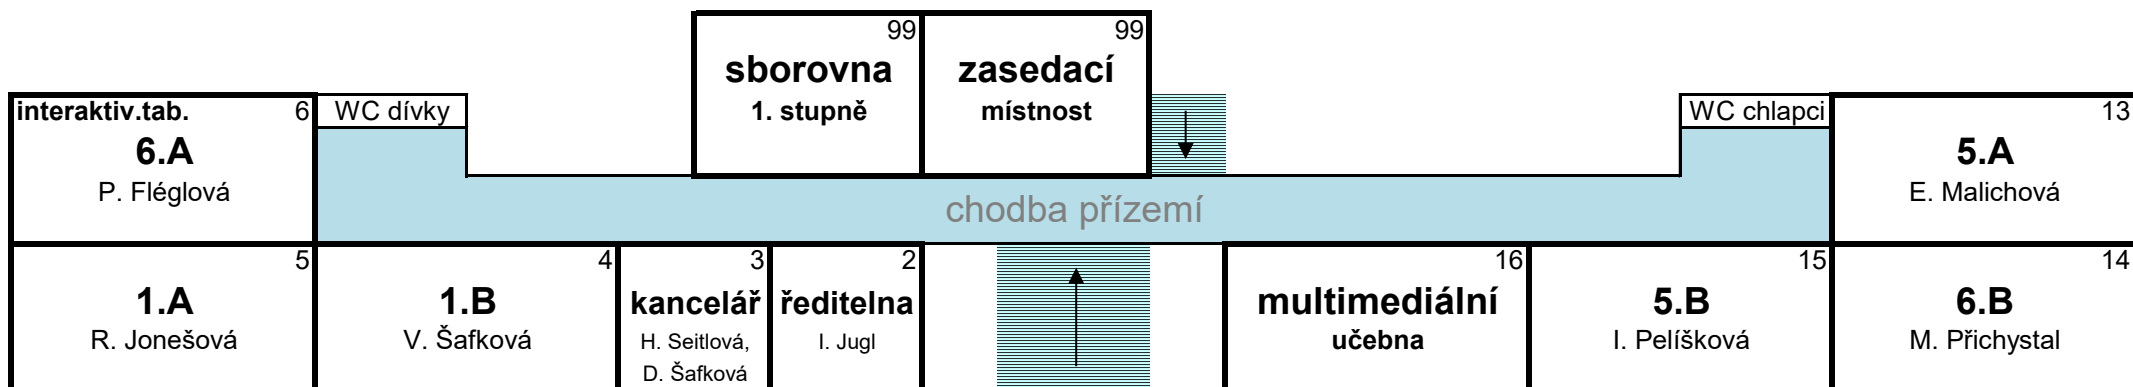 99
sborovna
1. stupně
99
zasedací
místnost
interaktiv.tab. 6
6.A
P. Fléglová
WC dívky
WC chlapci
13
5.A
E. Malichová
chodba přízemí
5
1.A
R. Jonešová
4
1.B
V. Šafková
3
kancelář
H. Seitlová,
D. Šafková
2
ředitelna
I. Jugl
16
multimediální
učebna
15
5.B
I. Pelíšková
14
6.B
M. Přichystal